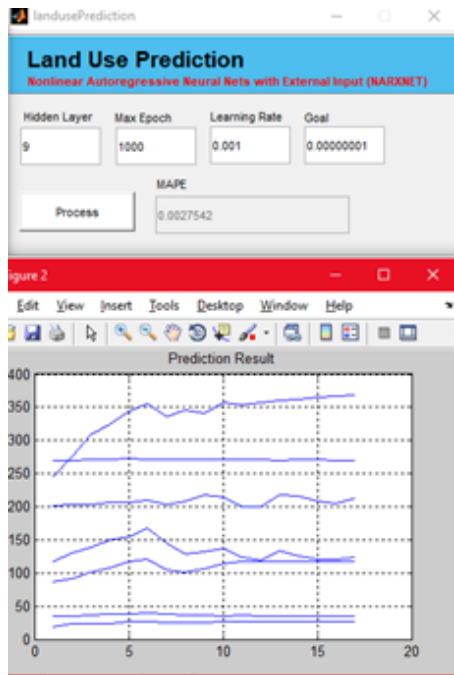 landusePrediction
Land Use Prediction
Nonlinear Autoregressive Neural Nets with External Input (NARXNET)
Hidden Layer Max Epoch Learning Rate Goal
9 1000 0.001 0.00000001
MAPE
Process 0.0027542
igure 2
Edit View Insert Tools Desktop Window Help
Prediction Result
400
350
300
250
200
150
100
50
0
0 5 10 15 20